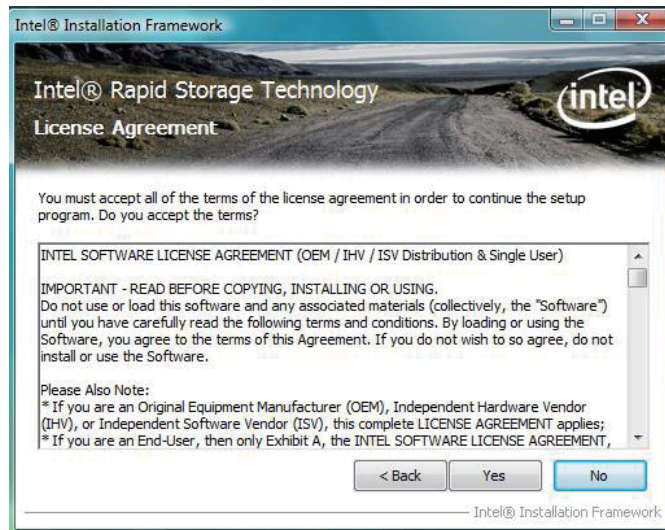 Intel® Installation Framework
Intel® Rapid Storage Technology
License Agreement
intel
You must accept all of the terms of the license agreement in order to continue the setup
program. Do you accept the terms?
INTEL SOFTWARE LICENSE AGREEMENT (OEM / IHV / ISV Distribution & Single User)
IMPORTANT - READ BEFORE COPYING, INSTALLING OR USING.
Do not use or load this software and any associated materials (collectively, the "Software")
until you have carefully read the following terms and conditions. By loading or using the
Software, you agree to the terms of this Agreement. If you do not wish to so agree, do not
install or use the Software.
Please Also Note:
* If you are an Original Equipment Manufacturer (OEM), Independent Hardware Vendor
(IHV), or Independent Software Vendor (ISV), this complete LICENSE AGREEMENT applies;
* If you are an End-User, then only Exhibit A, the INTEL SOFTWARE LICENSE AGREEMENT,
< Back Yes No
Intel® Installation Framework